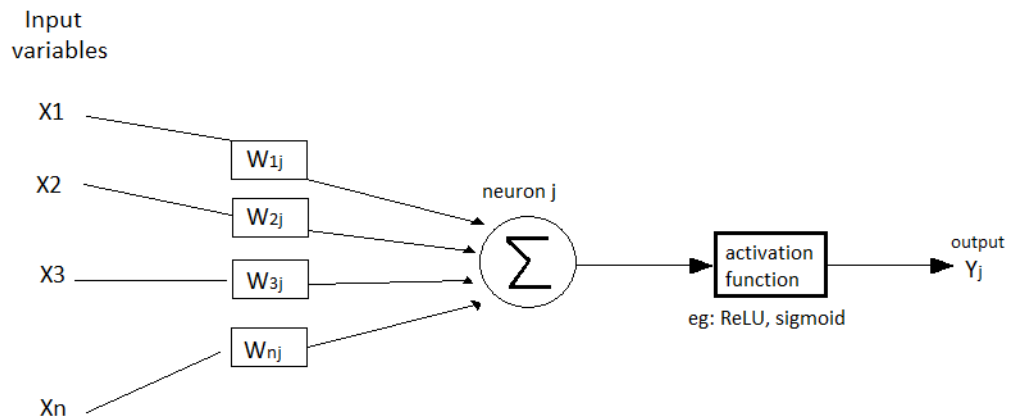 Input
variables
X1
W1j
X2
W2j
X3
W3j
Xn
Wnj
neuron j
∑
activation
function
eg: ReLU, sigmoid
output
Yj